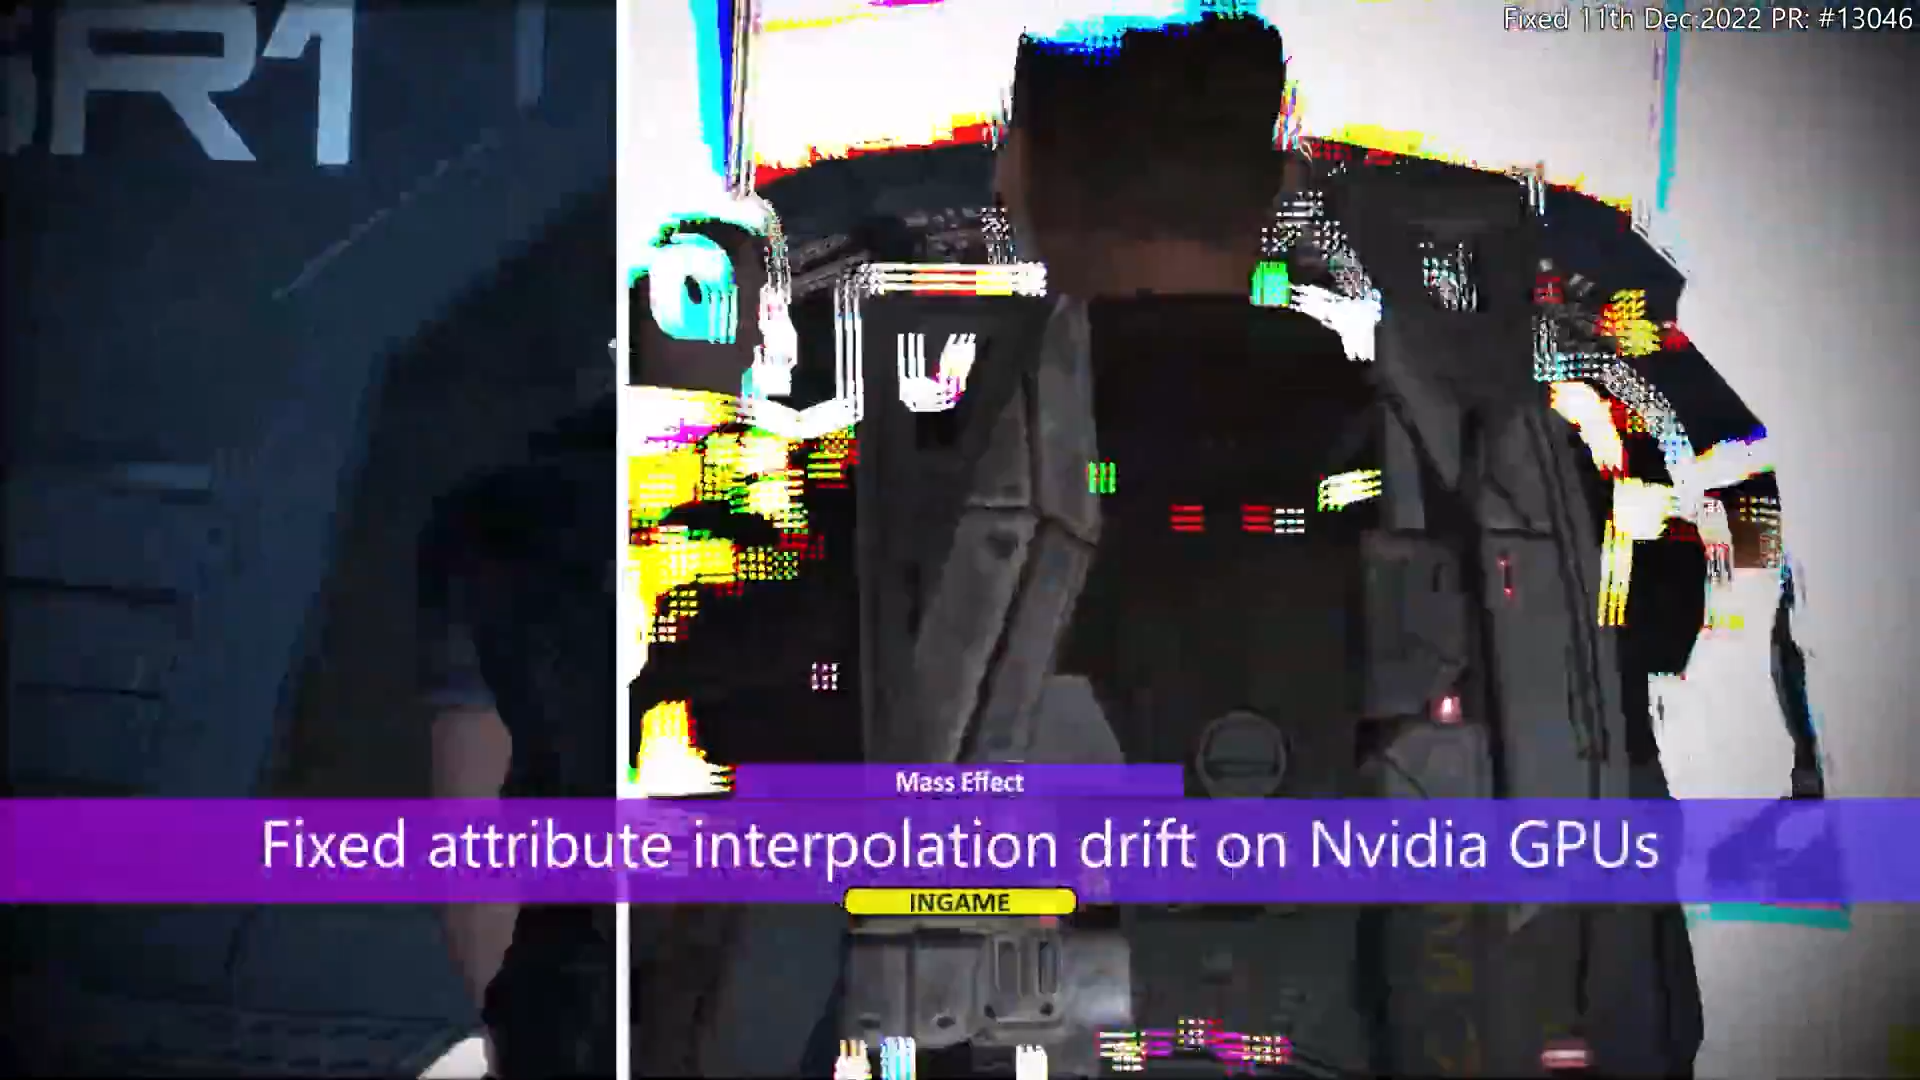 SR1
Fixed 11th Dec 2022 PR: #13046
Mass Effect
Fixed attribute interpolation drift on Nvidia GPUs
INGAME